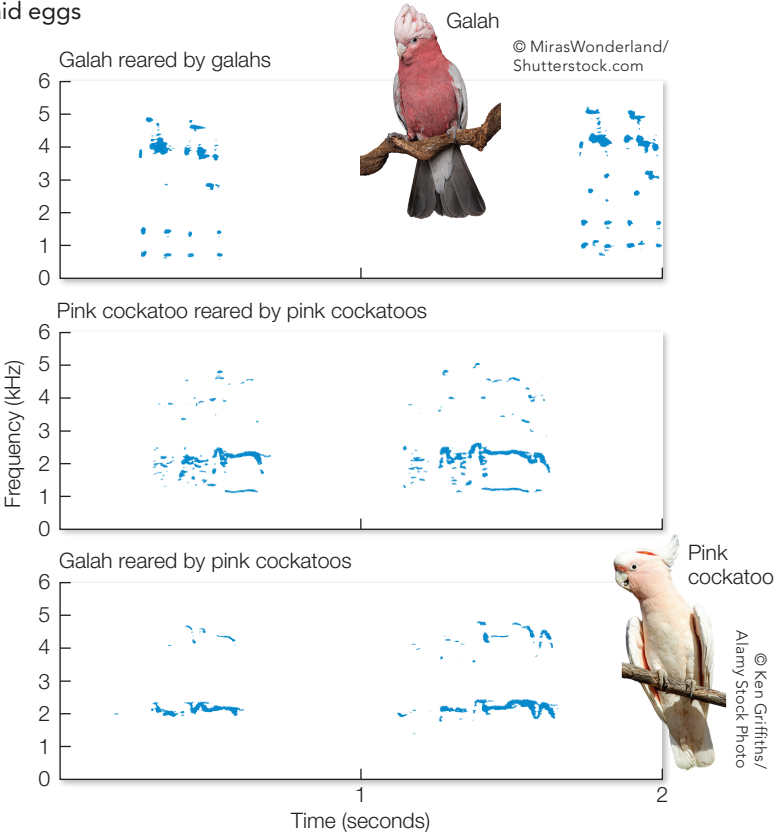 id eggs
Galah
© MirasWonderland/
Shutterstock.com
Galah reared by galahs
6
5
4
3
2
1
0
Pink cockatoo reared by pink cockatoos
6
5
4
3
2
1
0
Frequency (kHz)
Galah reared by pink cockatoos
6
5
4
3
2
1
0
Pink
cockatoo
© Ken Griffiths/
Alamy Stock Photo
1
2
Time (seconds)